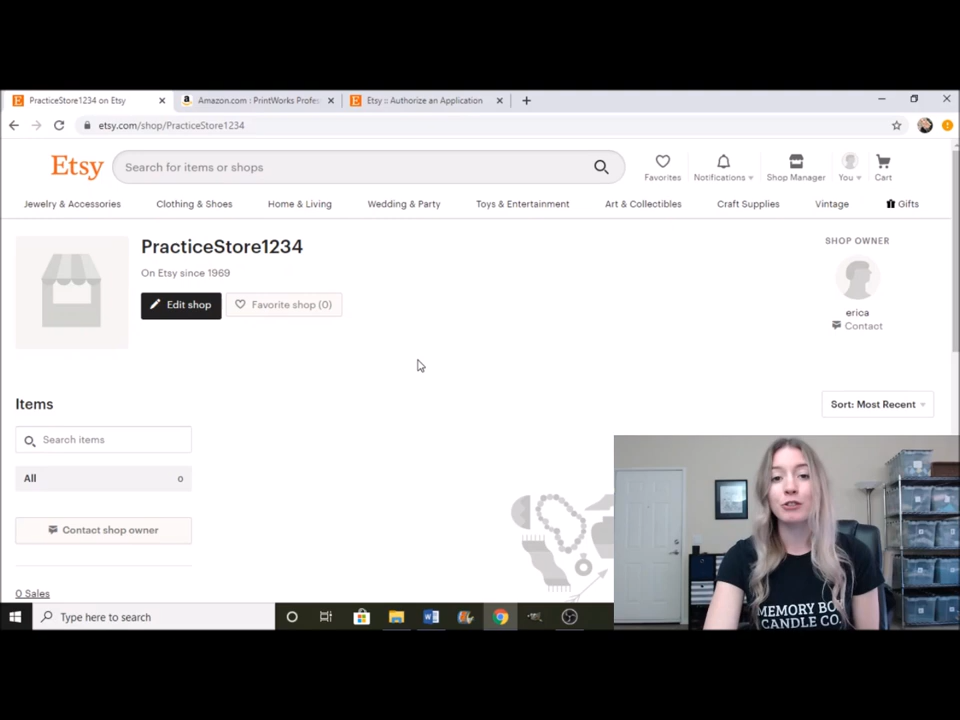 PracticeStore1234 on Etsy
Amazon.com : PrintWorks Profes
Etsy :: Authorize an Application
etsy.com/shop/PracticeStore1234
Etsy
Search for items or shops
Favorites
Notifications
Shop Manager
You
Cart
Jewelry & Accessories
Clothing & Shoes
Home & Living
Wedding & Party
Toys & Entertainment
Art & Collectibles
Craft Supplies
Vintage
Gifts
PracticeStore1234
On Etsy since 1969
Edit shop
Favorite shop (0)
SHOP OWNER
erica
Contact
Items
Sort: Most Recent
Search items
All
0
Contact shop owner
0 Sales
MEMORY BO
CANDLE CO.
Type here to search